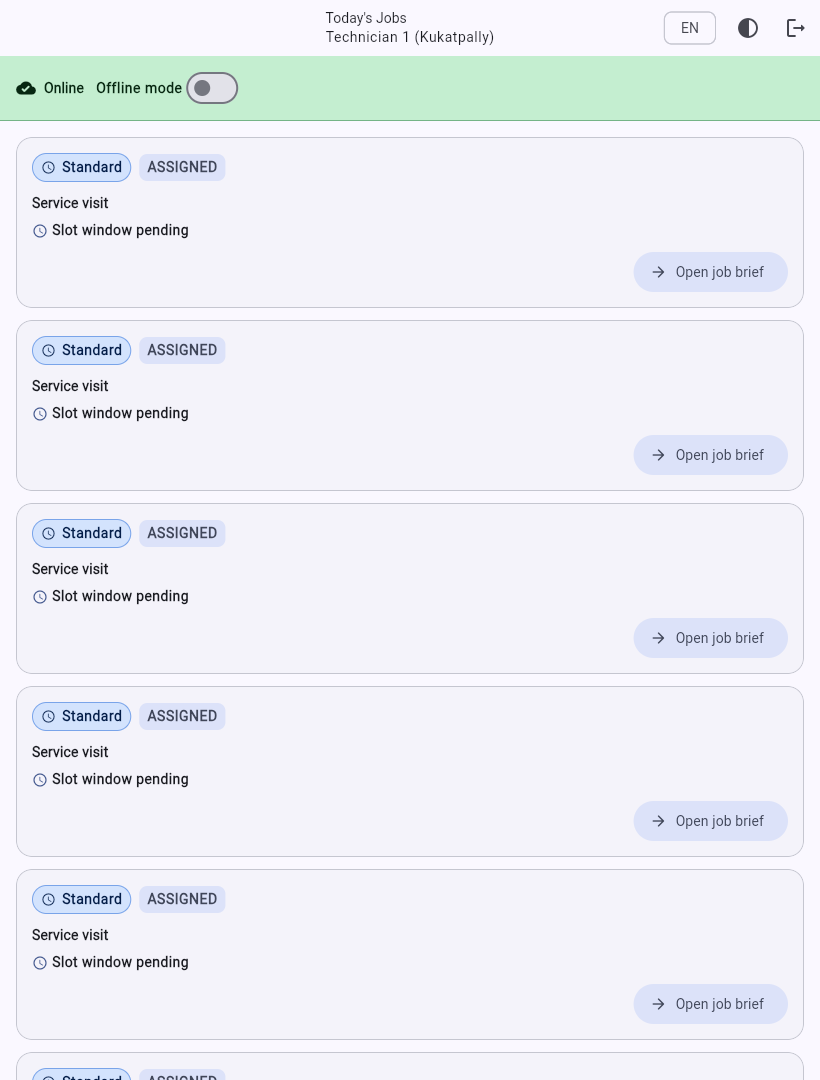 Today's Jobs
Technician 1 (Kukatpally)
EN
Online Offline mode
Standard ASSIGNED
Service visit
Slot window pending
Open job brief
Standard ASSIGNED
Service visit
Slot window pending
Open job brief
Standard ASSIGNED
Service visit
Slot window pending
Open job brief
Standard ASSIGNED
Service visit
Slot window pending
Open job brief
Standard ASSIGNED
Service visit
Slot window pending
Open job brief
Standard ASSIGNED